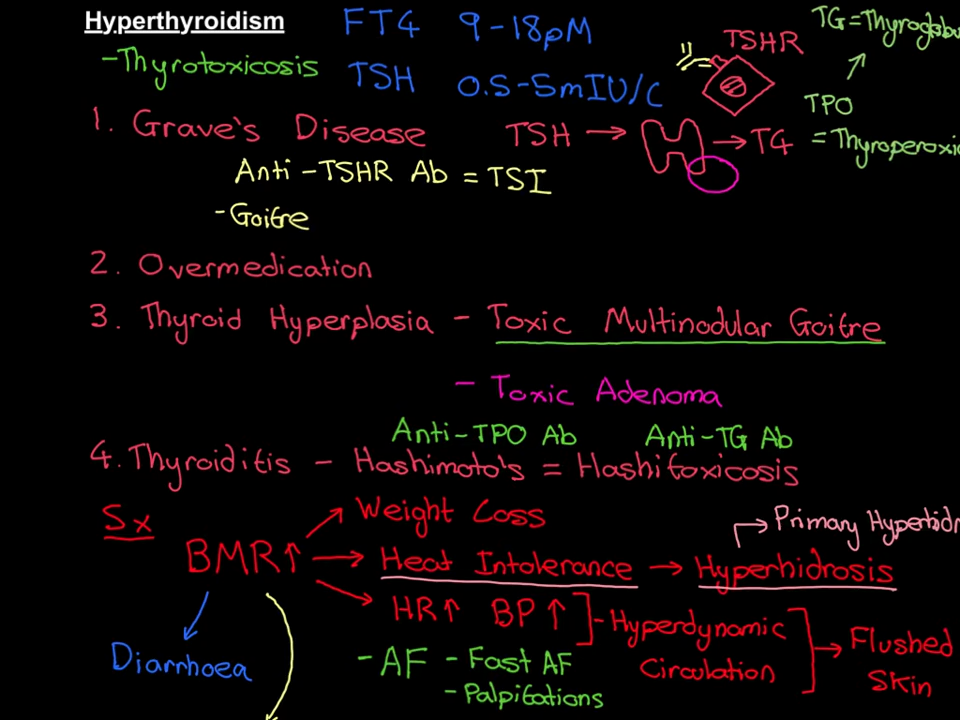 Hyperthyroidism
FT4 9-18pM
TG=Thyroglobu
-Thyrotoxicosis
TSH 0.5-5mIU/L
TSHR
TPO
=Thyroperoxi
1. Grave's Disease
TSH → → T4
Anti-TSHR Ab = TSI
-Goitre
2. Overmedication
3. Thyroid Hyperplasia - Toxic Multinodular Goitre
- Toxic Adenoma
Anti-TPO Ab Anti-TG Ab
4. Thyroiditis - Hashimoto's = Hashitoxicosis
Sx
BMR↑
Weight Loss
Primary Hyperhidr
Heat Intolerance → Hyperhidrosis
HR↑ BP↑ - Hyperdynamic Circulation
→ Flushed Skin
Diarrhoea
-AF - Fast AF
- Palpitations